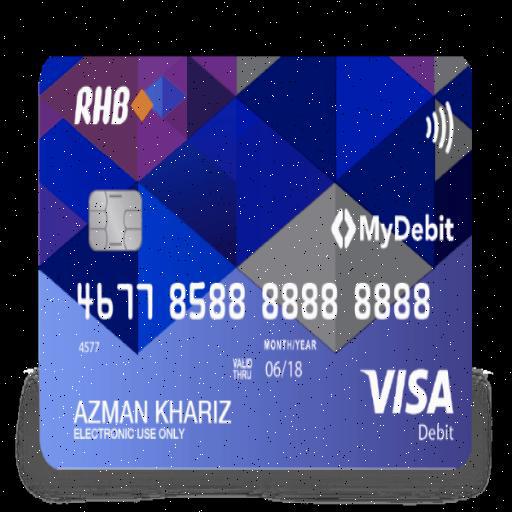 RHB
MyDebit
4677 8588 8888 8888
4577
MONTH/YEAR
VALID THRU 06/18
AZMAN KHARIZ
ELECTRONIC USE ONLY
VISA
Debit